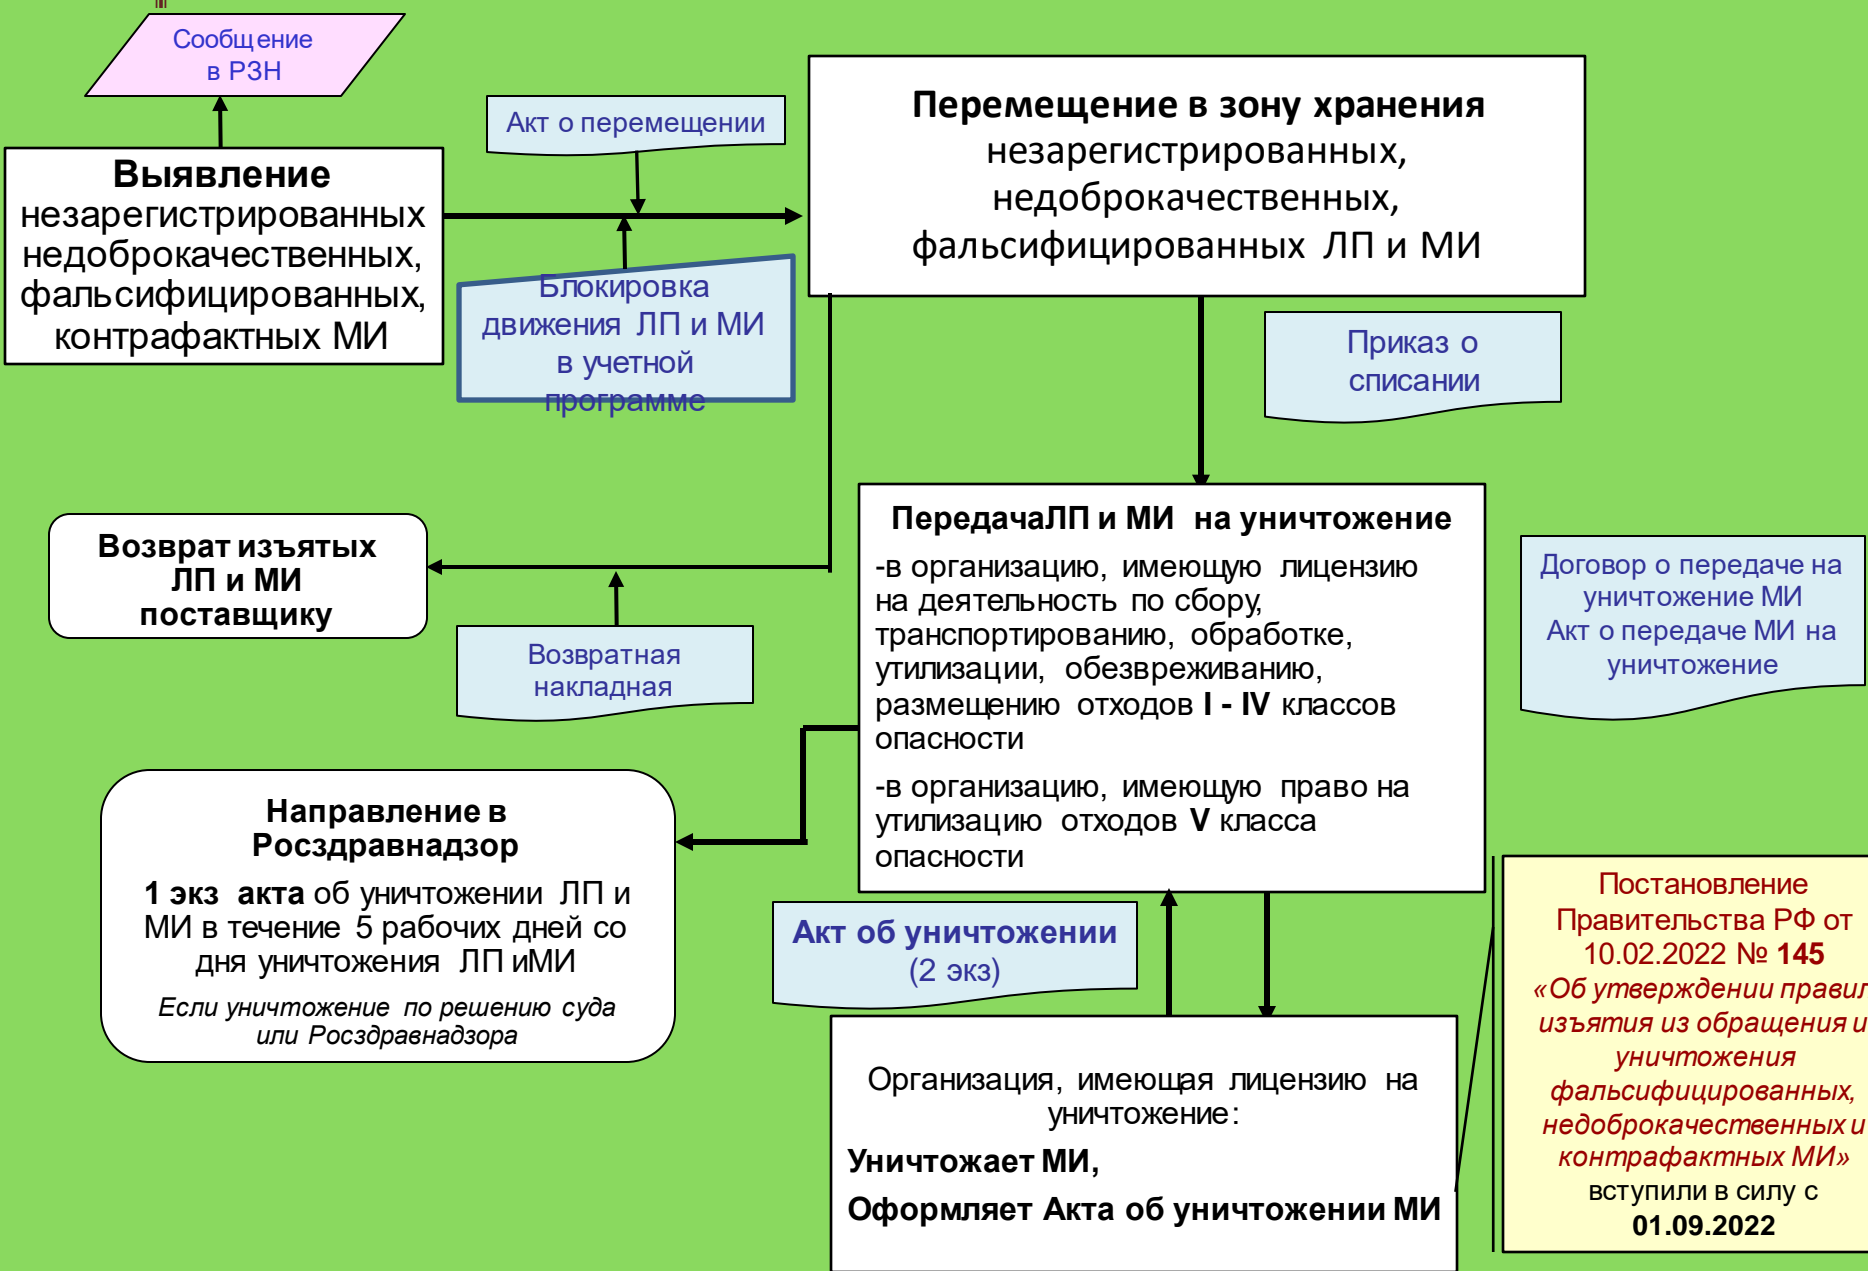 Сообщение
в РЗН
Выявление
незарегистрированных
недоброкачественных,
фальсифицированных,
контрафактных МИ
Акт о перемещении
Блокировка
движения ЛП и МИ
в учетной
программе
Перемещение в зону хранения
незарегистрированных,
недоброкачественных,
фальсифицированных ЛП и МИ
Приказ о
списании
Возврат изъятых
ЛП и МИ
поставщику
Возвратная
накладная
ПередачаЛП и МИ на уничтожение
-в организацию, имеющую лицензию
на деятельность по сбору,
транспортированию, обработке,
утилизации, обезвреживанию,
размещению отходов I - IV классов
опасности
-в организацию, имеющую право на
утилизацию отходов V класса
опасности
Договор о передаче на
уничтожение МИ
Акт о передаче МИ на
уничтожение
Направление в
Росздравнадзор
1 экз акта об уничтожении ЛП и
МИ в течение 5 рабочих дней со
дня уничтожения ЛП иМИ
Если уничтожение по решению суда
или Росздравнадзора
Акт об уничтожении
(2 экз)
Организация, имеющая лицензию на
уничтожение:
Уничтожает МИ,
Оформляет Акта об уничтожении МИ
Постановление
Правительства РФ от
10.02.2022 № 145
«Об утверждении правил
изъятия из обращения и
уничтожения
фальсифицированных,
недоброкачественных и
контрафактных МИ»
вступили в силу с
01.09.2022